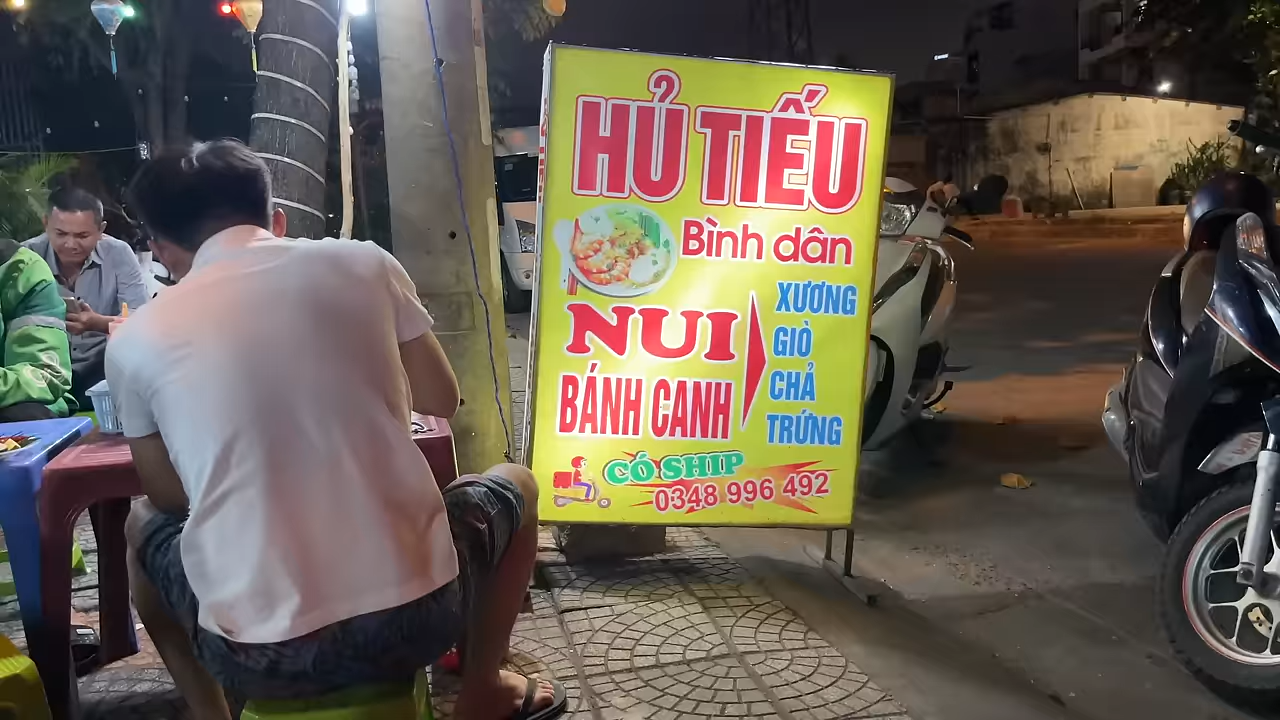 HỦ TIẾU
Bình dân
NUI
BÁNH CANH
XƯƠNG
GIÒ
CHẢ
TRỨNG
CÓ SHIP
0348 996 492